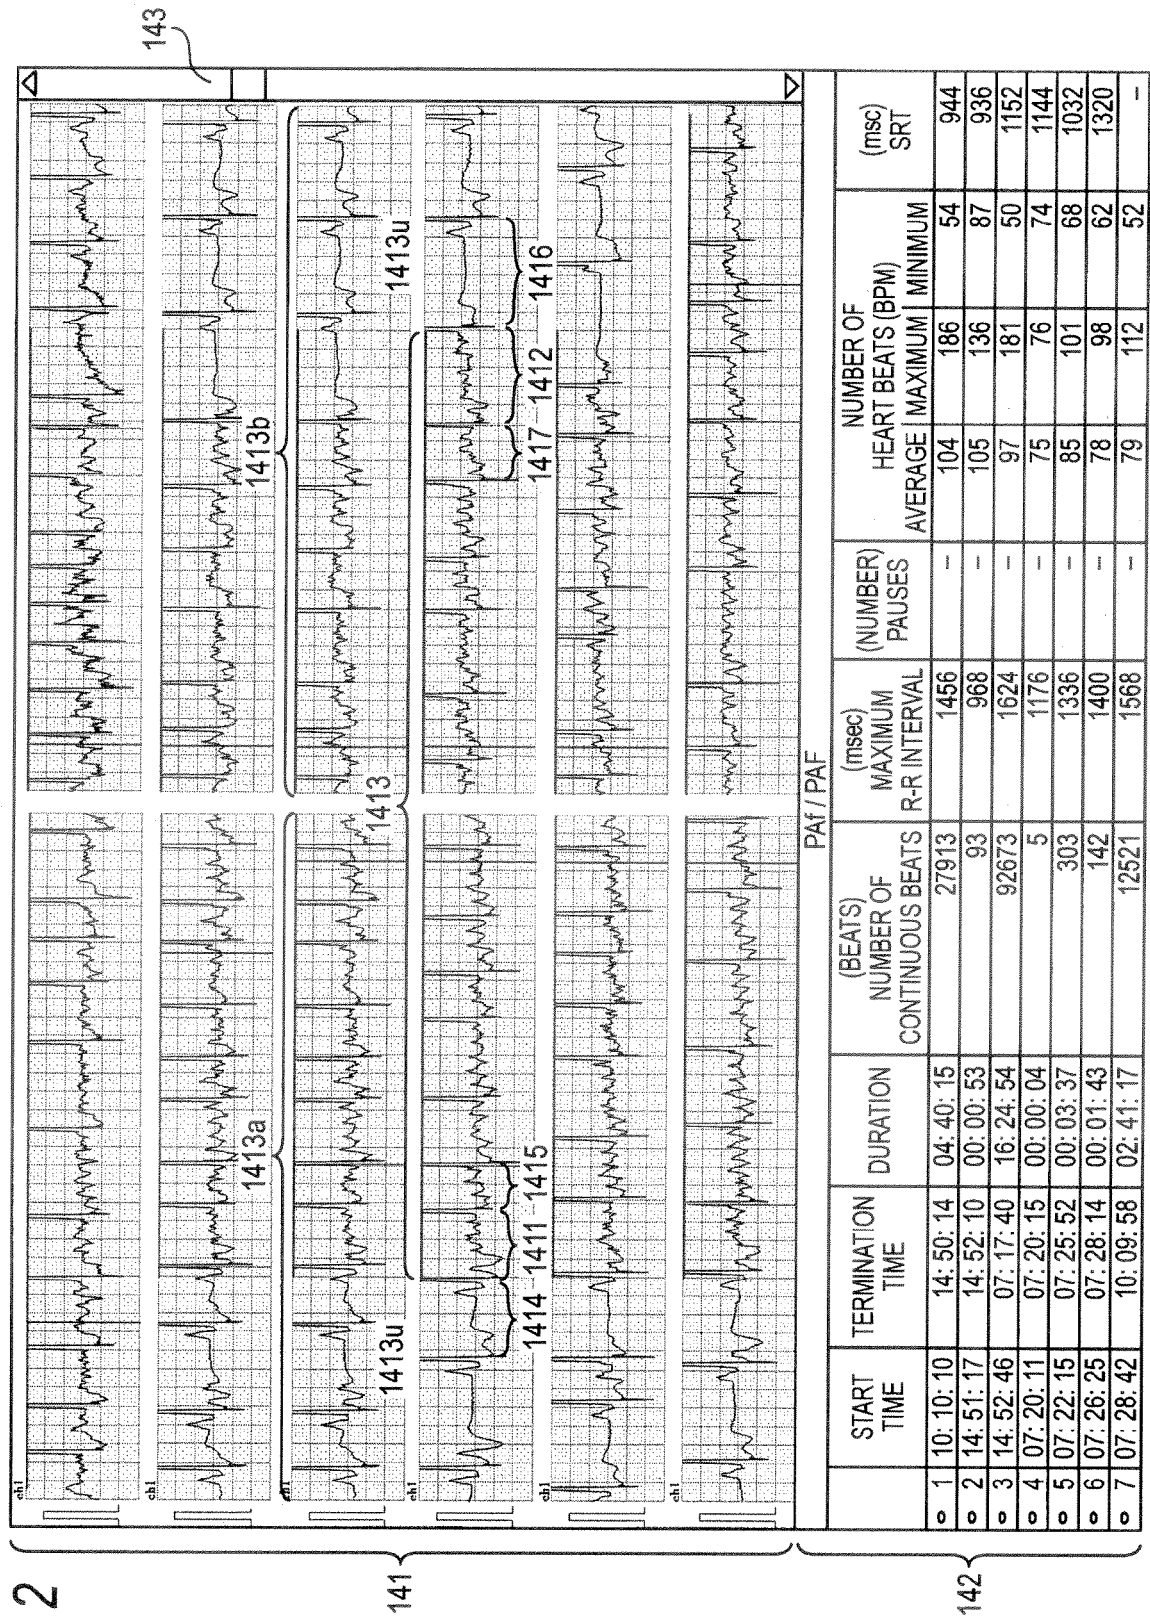 2
141
143
ch1
ch1
1413a
1413b
ch1
1413u
1413
1413u
ch1
1414
1411
1415
1417
1412
1416
ch1
ch1
142
PAf / PAF
START TIME
TERMINATION TIME
DURATION
(BEATS) NUMBER OF CONTINUOUS BEATS
(msec) MAXIMUM R-R INTERVAL
(NUMBER) PAUSES
NUMBER OF HEART BEATS (BPM)
AVERAGE MAXIMUM MINIMUM
(msc) SRT
1 10:10:10 14:50:14 04:40:15 27913 1456 – 104 186 54 944
2 14:51:17 14:52:10 00:00:53 93 968 – 105 136 87 936
3 14:52:46 07:17:40 16:24:54 92673 1624 – 97 181 50 1152
4 07:20:11 07:20:15 00:00:04 5 1176 – 75 76 74 1144
5 07:22:15 07:25:52 00:03:37 303 1336 – 85 101 68 1032
6 07:26:25 07:28:14 00:01:43 142 1400 – 78 98 62 1320
7 07:28:42 10:09:58 02:41:17 12521 1568 – 79 112 52 –